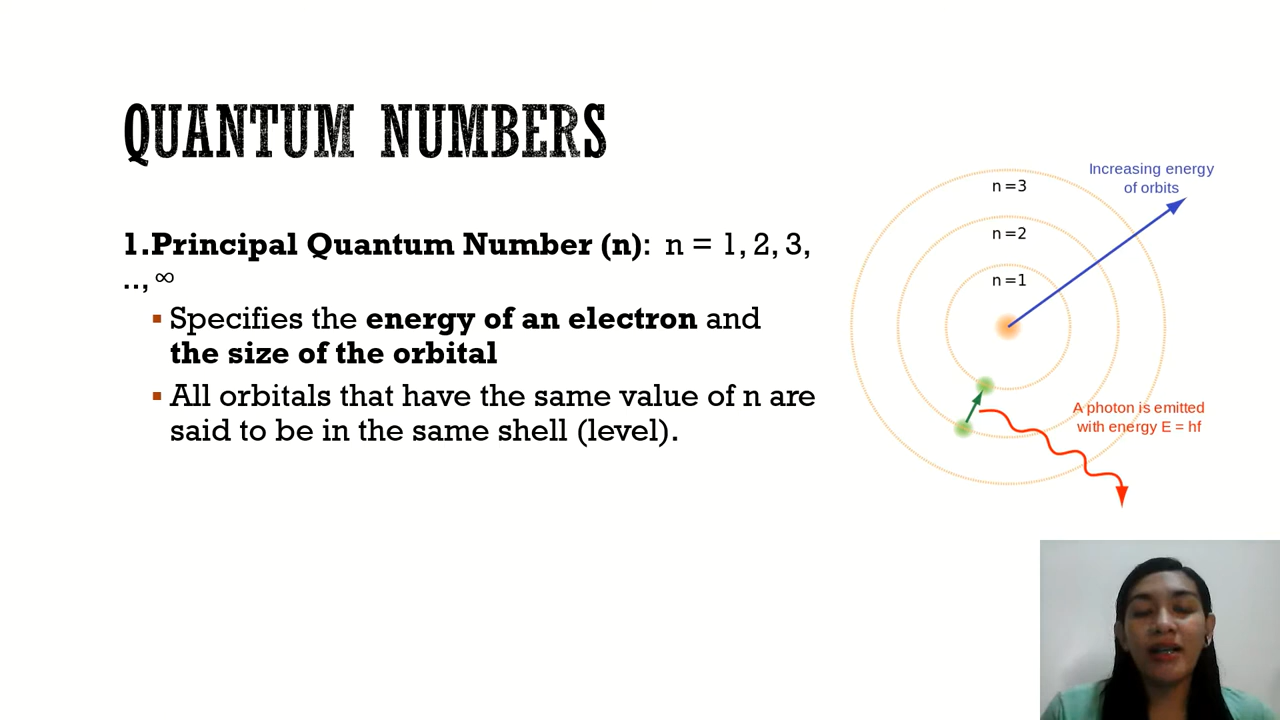 QUANTUM NUMBERS
1.Principal Quantum Number (n): n = 1, 2, 3,
.., ∞
▪ Specifies the energy of an electron and
the size of the orbital
▪ All orbitals that have the same value of n are
said to be in the same shell (level).
Increasing energy
of orbits
n=3
n=2
n=1
A photon is emitted
with energy E = hf